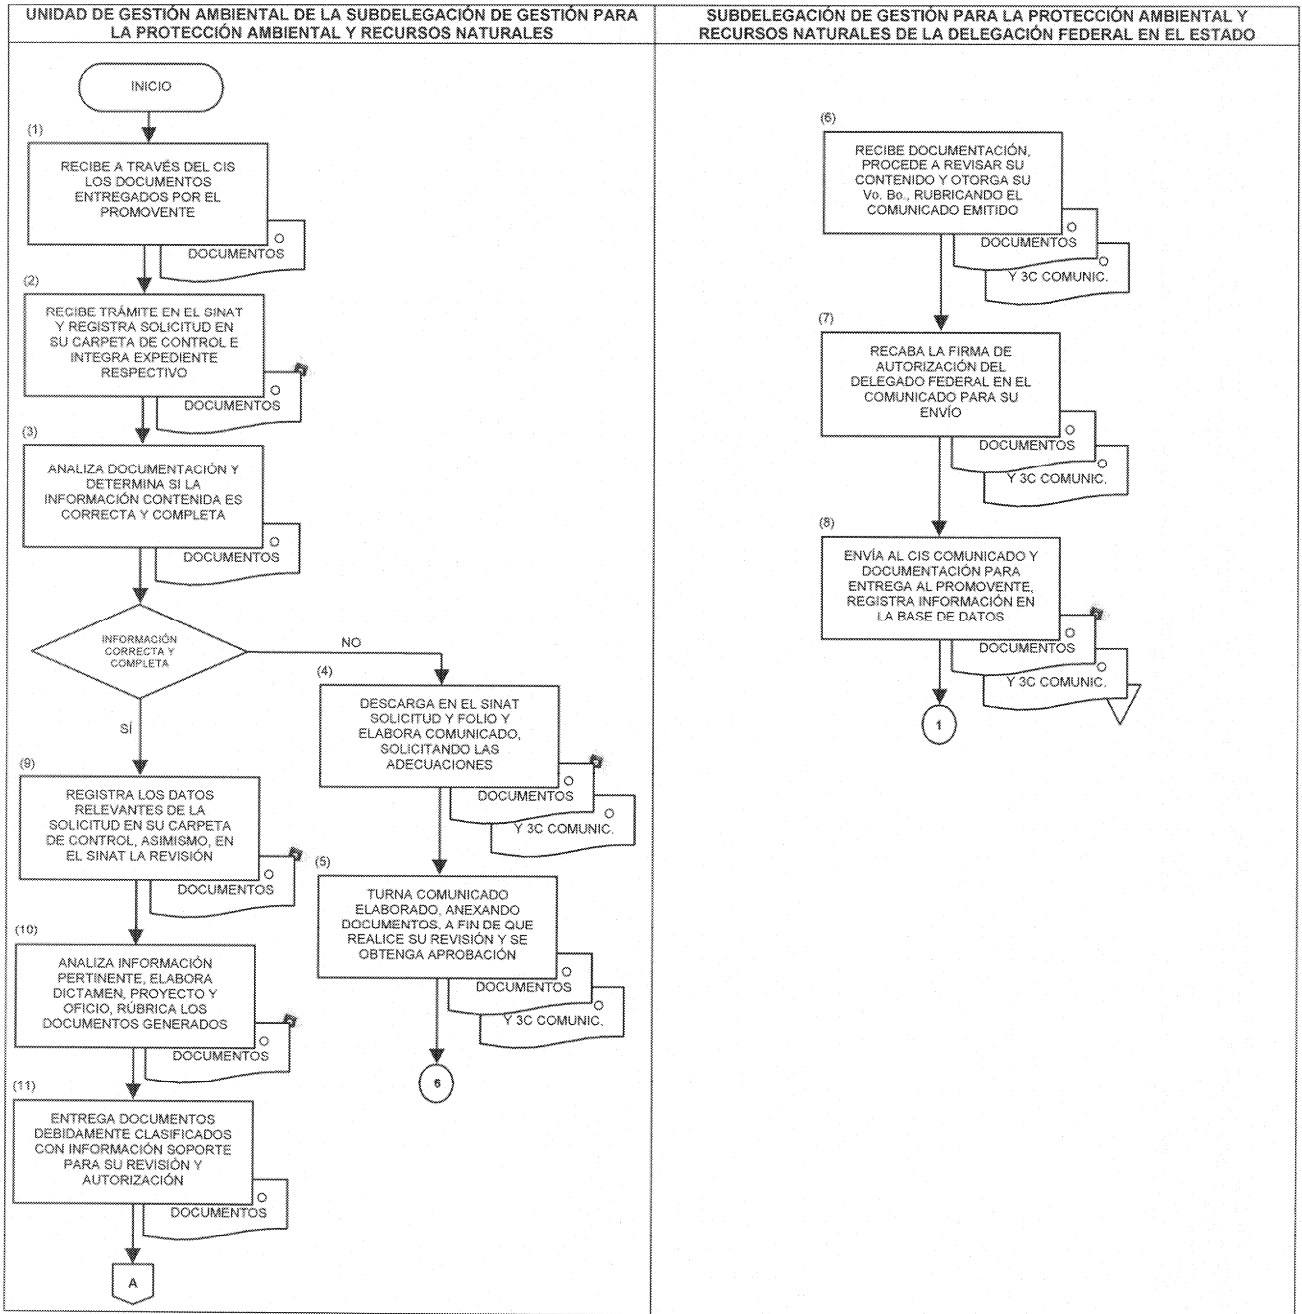 UNIDAD DE GESTIÓN AMBIENTAL DE LA SUBDELEGACIÓN DE GESTIÓN PARA
LA PROTECCIÓN AMBIENTAL Y RECURSOS NATURALES
SUBDELEGACIÓN DE GESTIÓN PARA LA PROTECCIÓN AMBIENTAL Y
RECURSOS NATURALES DE LA DELEGACIÓN FEDERAL EN EL ESTADO
INICIO
(1)
RECIBE A TRAVÉS DEL CIS
LOS DOCUMENTOS
ENTREGADOS POR EL
PROMOVENTE
O
DOCUMENTOS
(2)
RECIBE TRÁMITE EN EL SINAT
Y REGISTRA SOLICITUD EN
SU CARPETA DE CONTROL E
INTEGRA EXPEDIENTE
RESPECTIVO
O
DOCUMENTOS
(3)
ANALIZA DOCUMENTACIÓN Y
DETERMINA SI LA
INFORMACIÓN CONTENIDA ES
CORRECTA Y COMPLETA
O
DOCUMENTOS
INFORMACIÓN
CORRECTA Y
COMPLETA
NO
SÍ
(4)
DESCARGA EN EL SINAT
SOLICITUD Y FOLIO Y
ELABORA COMUNICADO,
SOLICITANDO LAS
ADECUACIONES
O
DOCUMENTOS
O
Y 3C COMUNIC.
(5)
TURNA COMUNICADO
ELABORADO, ANEXANDO
DOCUMENTOS, A FIN DE QUE
REALICE SU REVISIÓN Y SE
OBTENGA APROBACIÓN
O
DOCUMENTOS
O
Y 3C COMUNIC.
6
(9)
REGISTRA LOS DATOS
RELEVANTES DE LA
SOLICITUD EN SU CARPETA
DE CONTROL, ASIMISMO, EN
EL SINAT LA REVISIÓN
O
DOCUMENTOS
(10)
ANALIZA INFORMACIÓN
PERTINENTE, ELABORA
DICTAMEN, PROYECTO Y
OFICIO, RÚBRICA LOS
DOCUMENTOS GENERADOS
O
DOCUMENTOS
(11)
ENTREGA DOCUMENTOS
DEBIDAMENTE CLASIFICADOS
CON INFORMACIÓN SOPORTE
PARA SU REVISIÓN Y
AUTORIZACIÓN
O
DOCUMENTOS
A
(6)
RECIBE DOCUMENTACIÓN,
PROCEDE A REVISAR SU
CONTENIDO Y OTORGA SU
Vo. Bo., RUBRICANDO EL
COMUNICADO EMITIDO
O
DOCUMENTOS
O
Y 3C COMUNIC.
(7)
RECABA LA FIRMA DE
AUTORIZACIÓN DEL
DELEGADO FEDERAL EN EL
COMUNICADO PARA SU
ENVÍO
O
DOCUMENTOS
O
Y 3C COMUNIC.
(8)
ENVÍA AL CIS COMUNICADO Y
DOCUMENTACIÓN PARA
ENTREGA AL PROMOVENTE,
REGISTRA INFORMACIÓN EN
LA BASE DE DATOS
O
DOCUMENTOS
O
Y 3C COMUNIC.
1